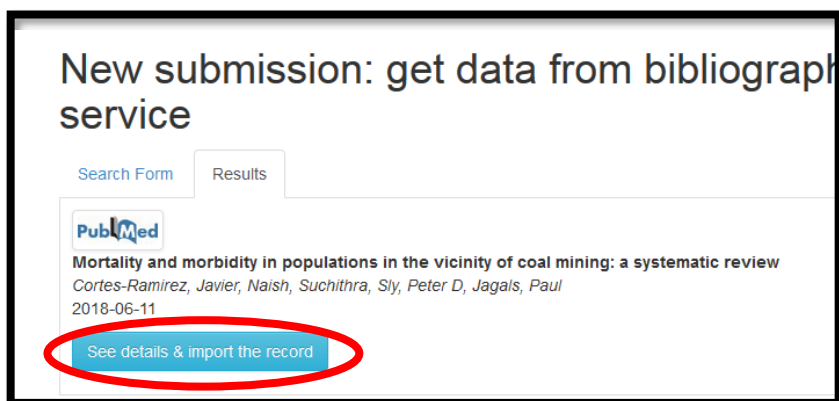 New submission: get data from bibliograph
service
Search Form Results
PubMed
Mortality and morbidity in populations in the vicinity of coal mining: a systematic review
Cortes-Ramirez, Javier, Naish, Suchithra, Sly, Peter D, Jagals, Paul
2018-06-11
See details & import the record